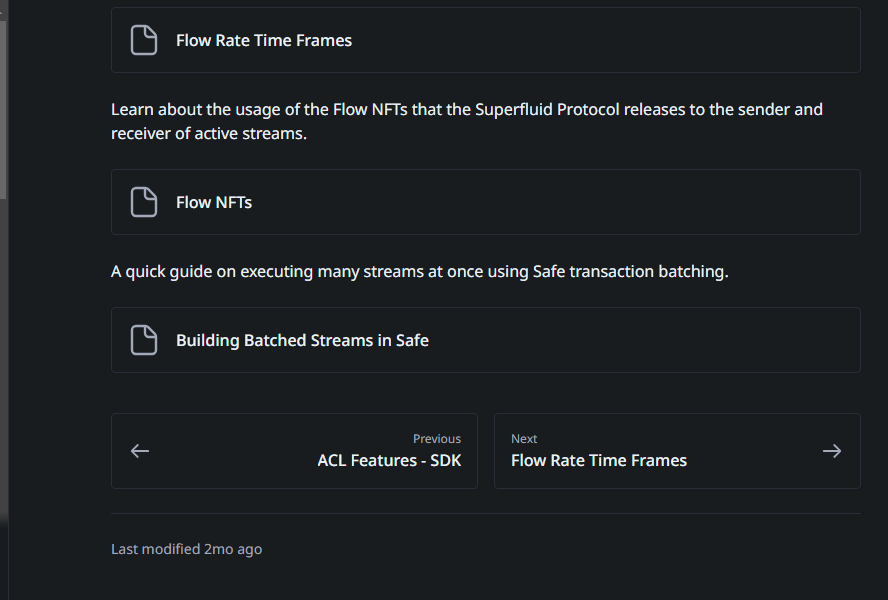 Flow Rate Time Frames
Learn about the usage of the Flow NFTs that the Superfluid Protocol releases to the sender and
receiver of active streams.
Flow NFTs
A quick guide on executing many streams at once using Safe transaction batching.
Building Batched Streams in Safe
Previous
ACL Features - SDK
Next
Flow Rate Time Frames
Last modified 2mo ago